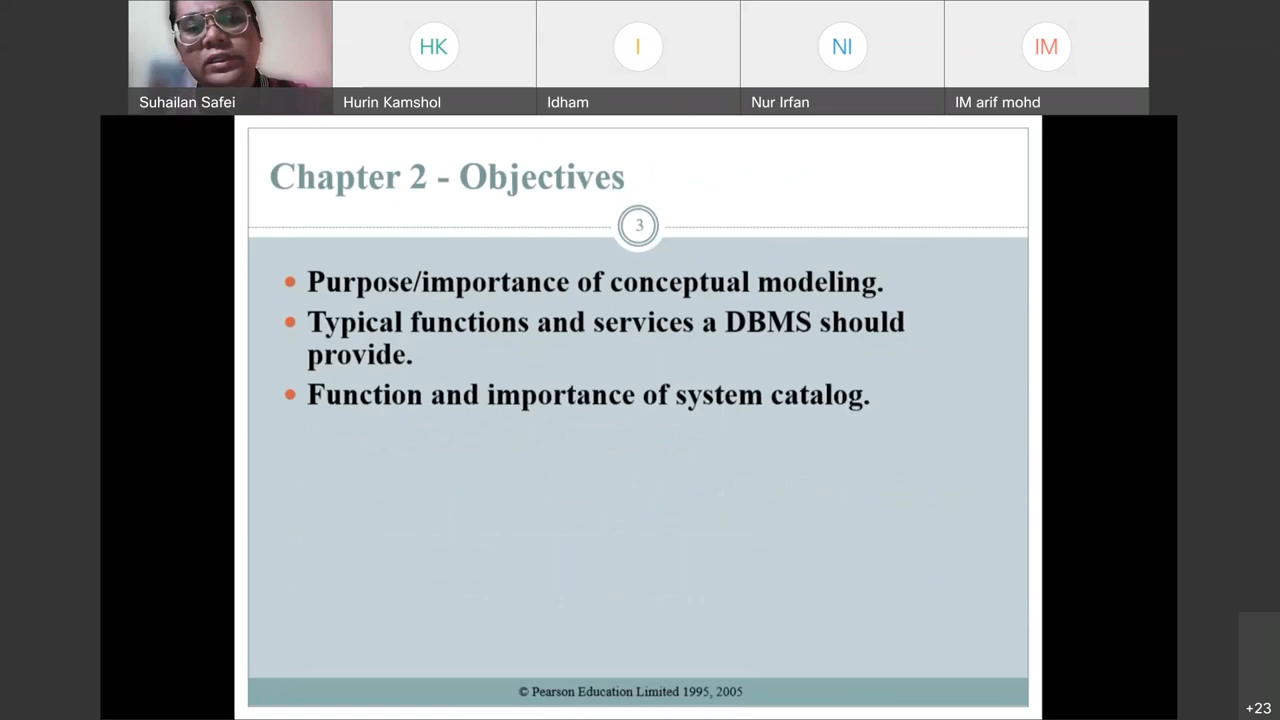 HK
I
NI
IM
Suhailan Safei
Hurin Kamshol
Idham
Nur Irfan
IM arif mohd
Chapter 2 - Objectives
3
• Purpose/importance of conceptual modeling.
• Typical functions and services a DBMS should
provide.
• Function and importance of system catalog.
© Pearson Education Limited 1995, 2005
+23